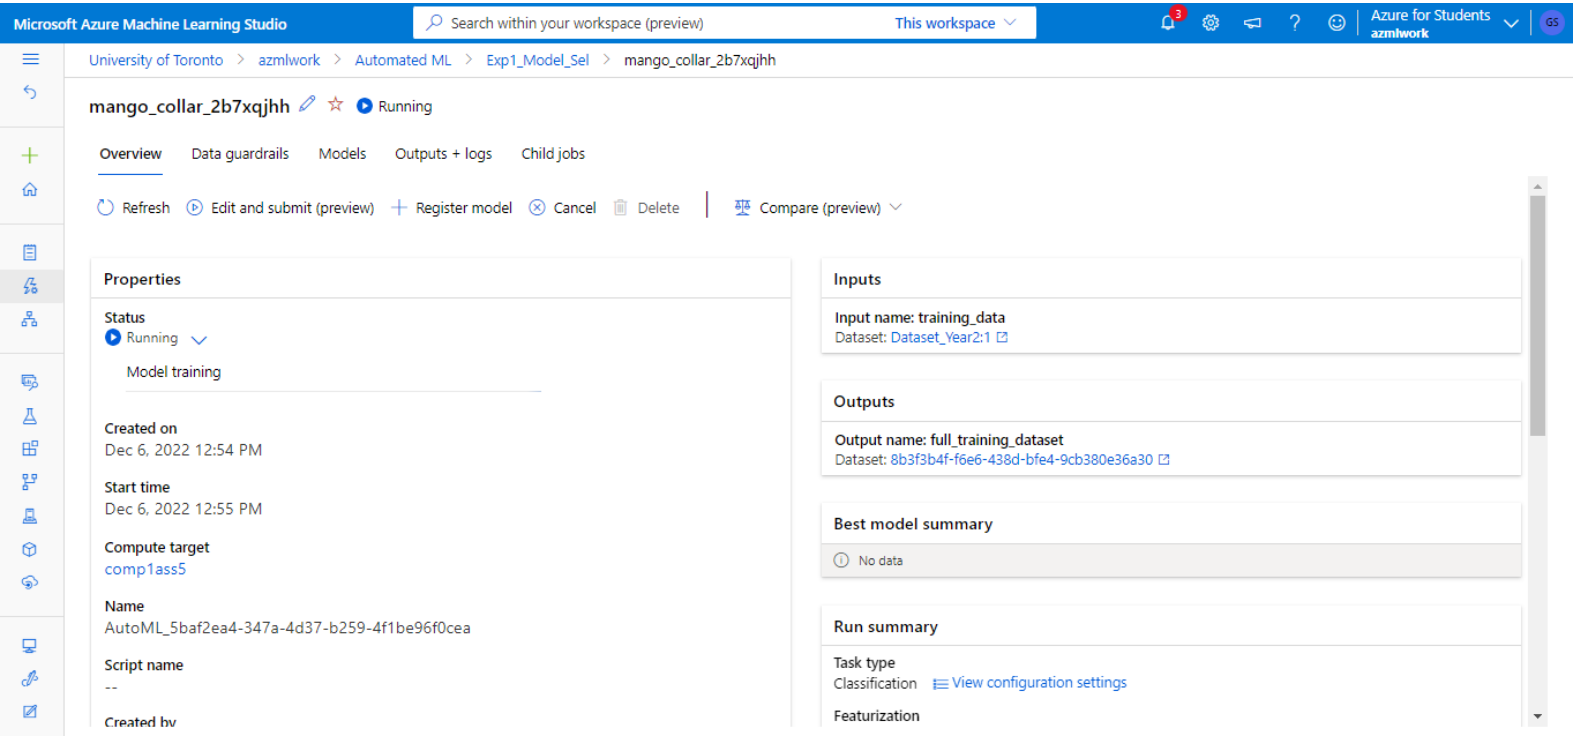 Microsoft Azure Machine Learning Studio
Search within your workspace (preview) This workspace
3
?
Azure for Students
azmlwork
GS
University of Toronto > azmlwork > Automated ML > Exp1_Model_Sel > mango_collar_2b7xqjhh
mango_collar_2b7xqjhh Running
Overview Data guardrails Models Outputs + logs Child jobs
Refresh Edit and submit (preview) Register model Cancel Delete Compare (preview)
Properties
Status
Running
Model training
Created on
Dec 6, 2022 12:54 PM
Start time
Dec 6, 2022 12:55 PM
Compute target
comp1ass5
Name
AutoML_5baf2ea4-347a-4d37-b259-4f1be96f0cea
Script name
--
Created by
Inputs
Input name: training_data
Dataset: Dataset_Year2:1
Outputs
Output name: full_training_dataset
Dataset: 8b3f3b4f-f6e6-438d-bfe4-9cb380e36a30
Best model summary
No data
Run summary
Task type
Classification View configuration settings
Featurization